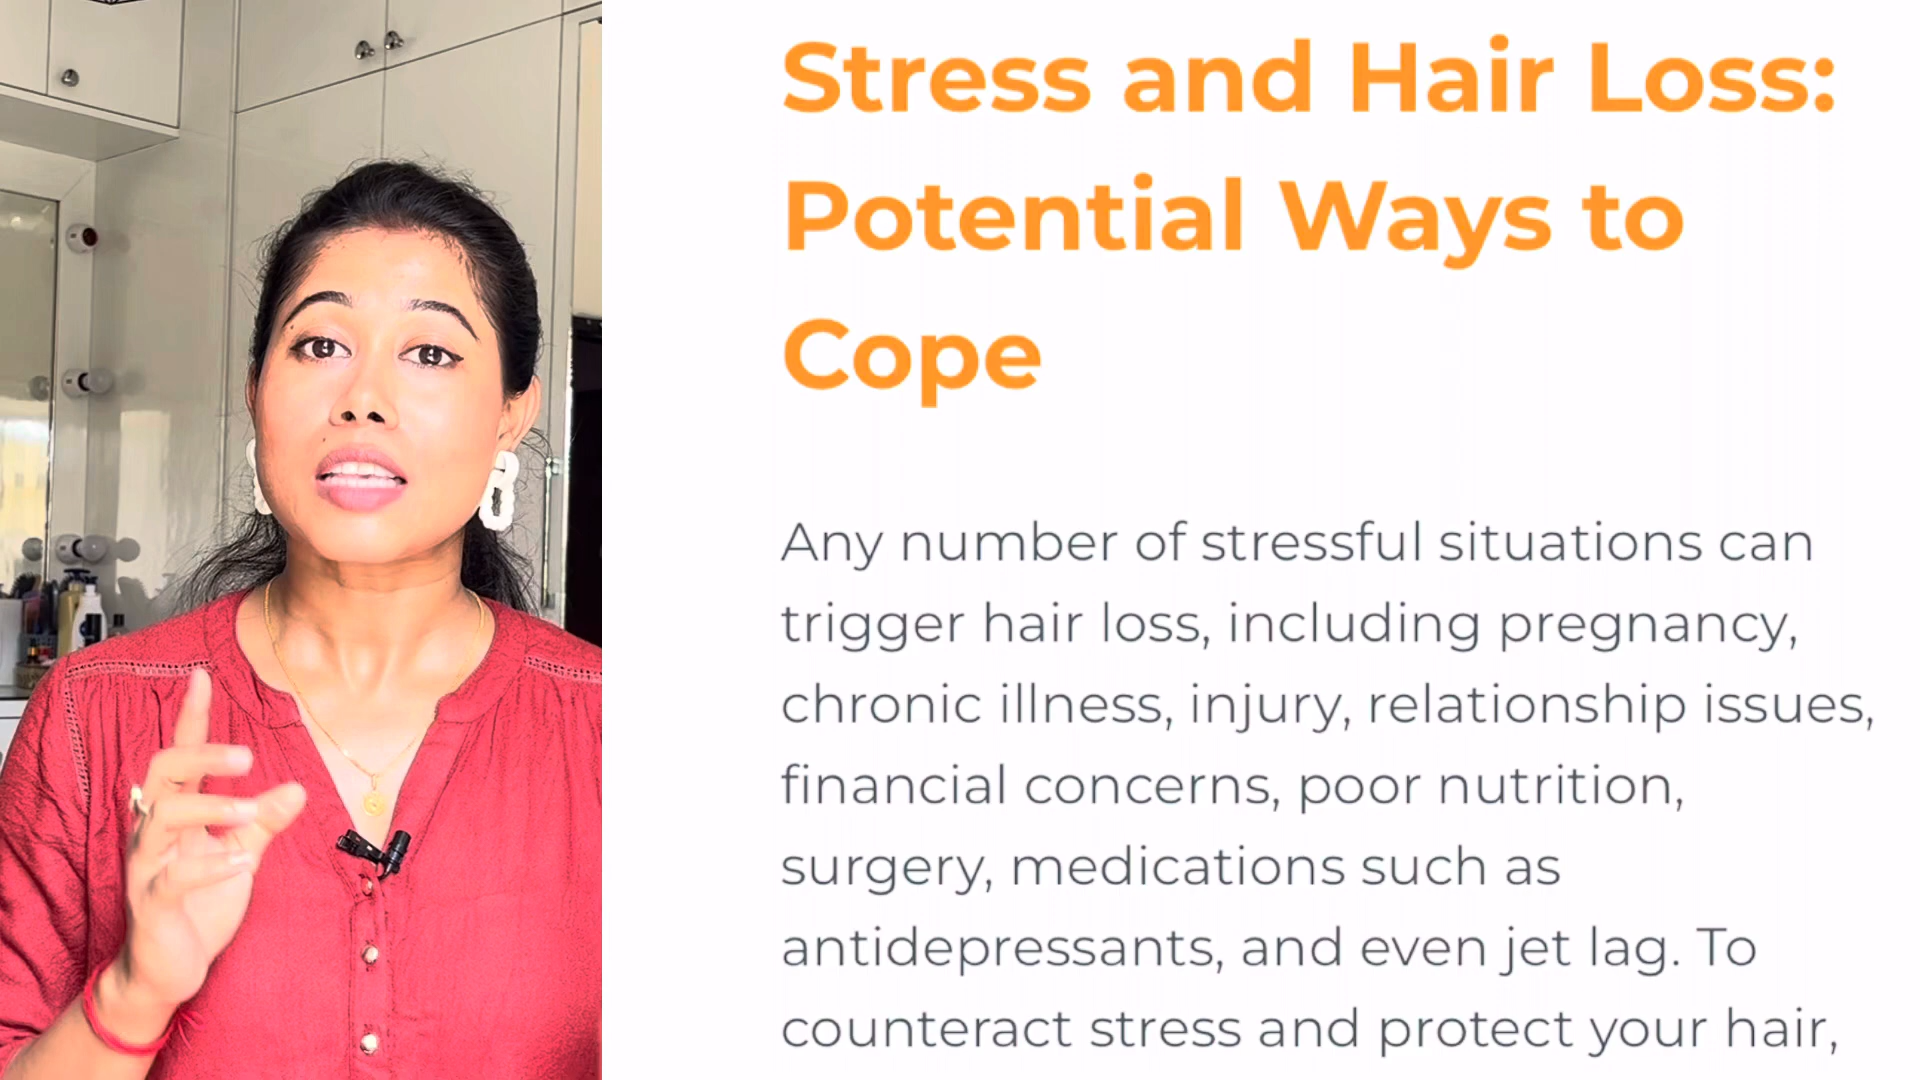 Stress and Hair Loss:
Potential Ways to
Cope
Any number of stressful situations can
trigger hair loss, including pregnancy,
chronic illness, injury, relationship issues,
financial concerns, poor nutrition,
surgery, medications such as
antidepressants, and even jet lag. To
counteract stress and protect your hair,